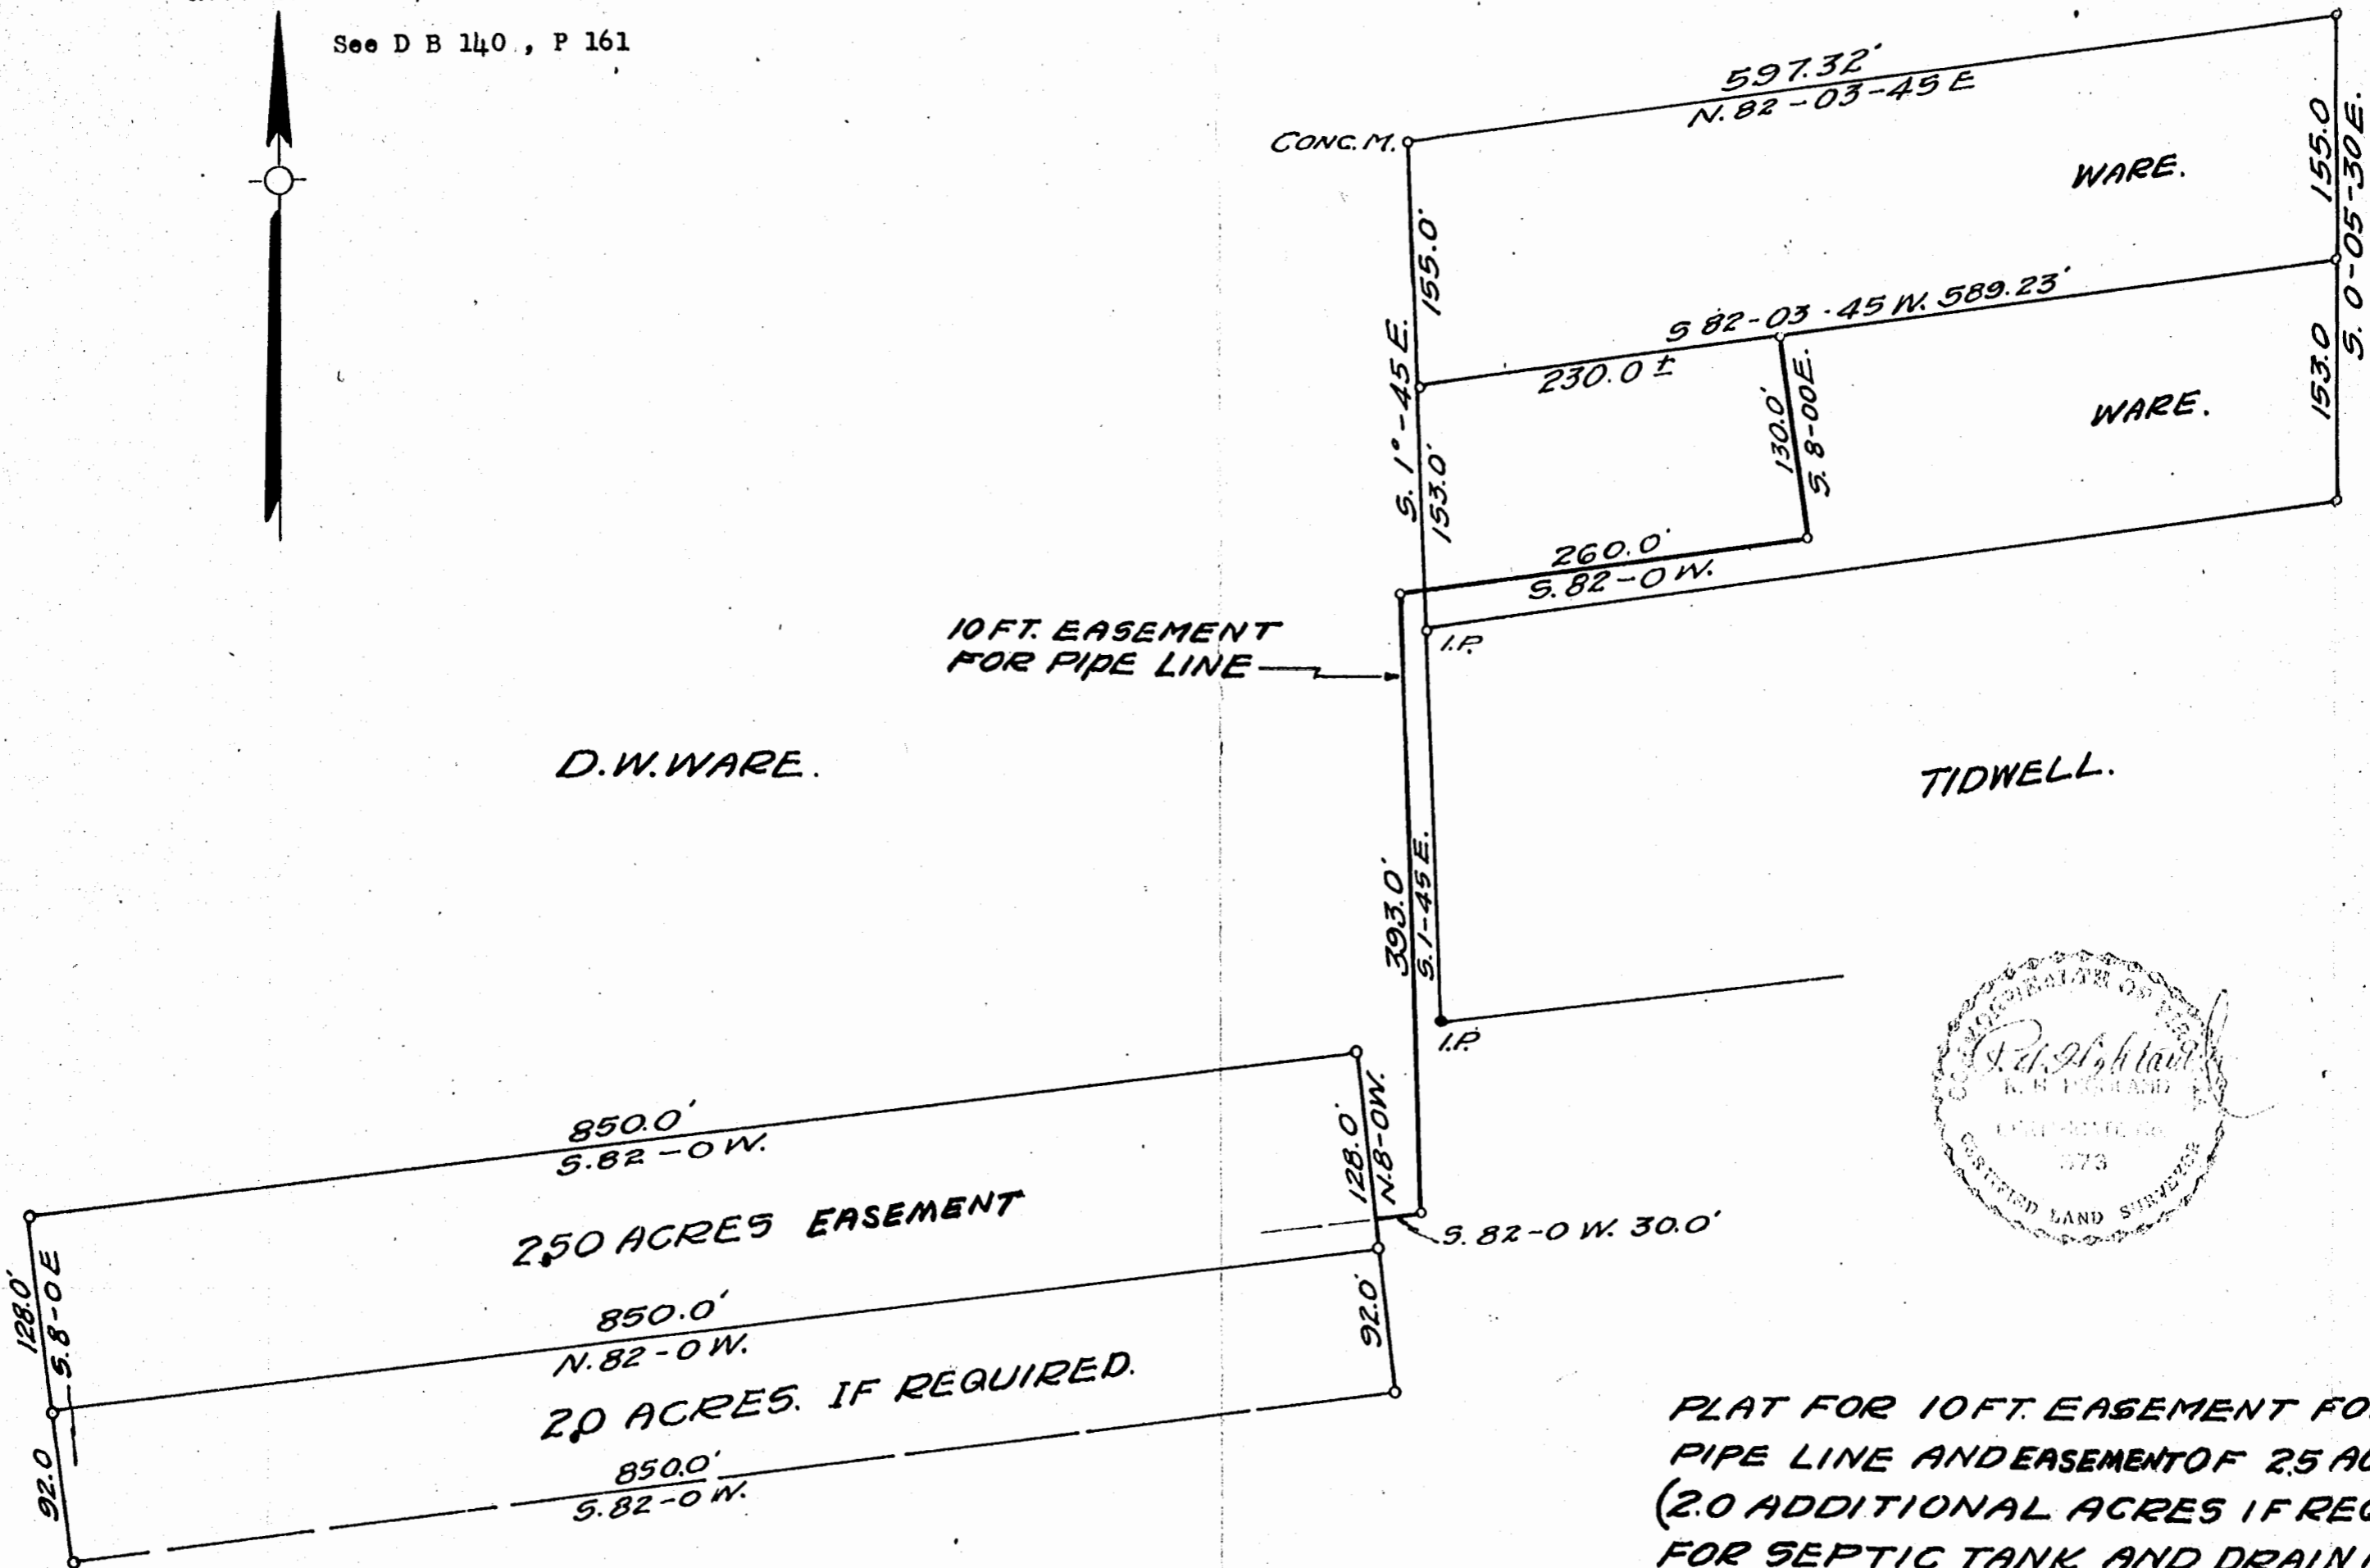 See D B 140 , P 161
597.32'
N. 82-03-45 E
CONC. M.
WARE.
155.0
S. 0-05-30 E.
153.0
155.0'
S. 1°-45 E.
153.0'
S 82-03-45 W. 589.23'
230.0 ±
130.0'
S. 8-00 E.
WARE.
260.0'
S. 82-0 W.
10 FT. EASEMENT
FOR PIPE LINE
I.P.
D.W. WARE.
TIDWELL.
393.0'
S. 1-45 E.
I.P.
850.0'
S. 82-0 W.
128.0'
N. 8-0 W.
2.50 ACRES EASEMENT
S. 82-0 W. 30.0'
128.0'
S. 8-0 E
850.0'
N. 82-0 W.
92.0'
2.0 ACRES. IF REQUIRED.
92.0
850.0'
S. 82-0 W.
373
CERTIFIED LAND SURVEYOR
PLAT FOR 10 FT. EASEMENT FO
PIPE LINE AND EASEMENT OF 2.5 AC
(2.0 ADDITIONAL ACRES IF REQ
FOR SEPTIC TANK AND DRAIN